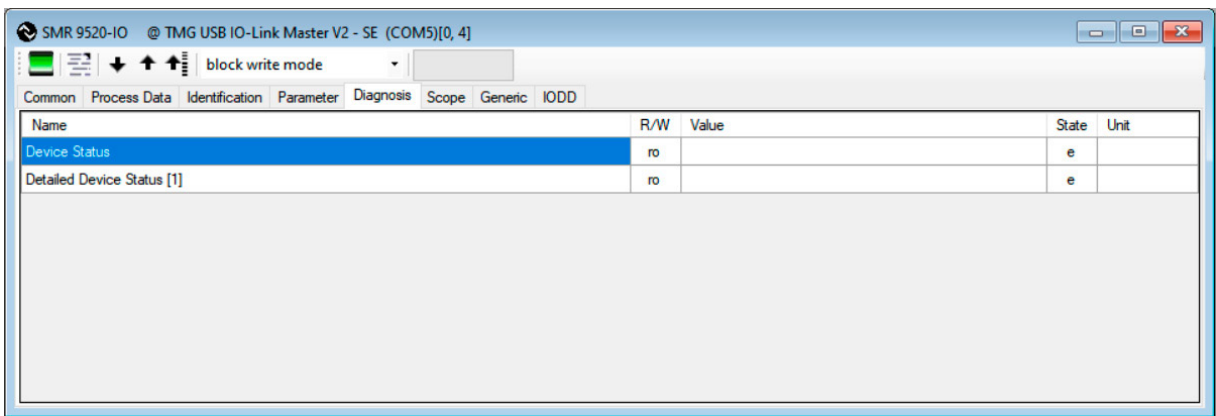 SMR 9520-IO @ TMG USB IO-Link Master V2 - SE (COM5)[0, 4]
block write mode
Common Process Data Identification Parameter Diagnosis Scope Generic IODD
Name R/W Value State Unit
Device Status ro e
Detailed Device Status [1] ro e